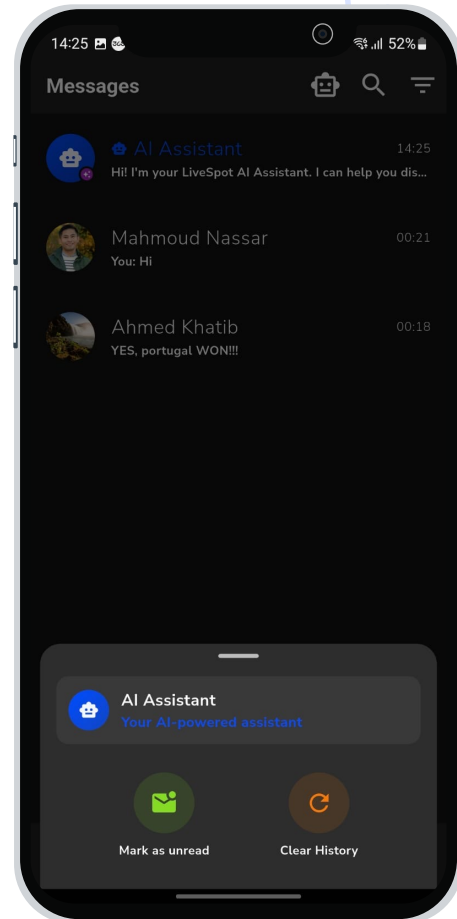 14:25
52%
Messages
AI Assistant 14:25
Hi! I'm your LiveSpot AI Assistant. I can help you dis...
Mahmoud Nassar 00:21
You: Hi
Ahmed Khatib 00:18
YES, portugal WON!!!
AI Assistant
Your AI-powered assistant
Mark as unread
Clear History